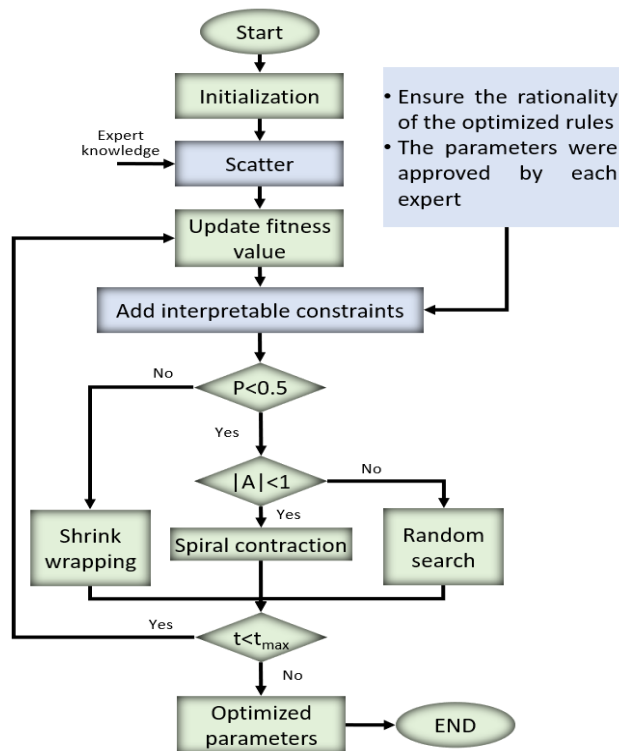 Start
Initialization
• Ensure the rationality
of the optimized rules
• The parameters were
approved by each
expert
Expert
knowledge
Scatter
Update fitness
value
Add interpretable constraints
No
P<0.5
Yes
|A|<1
No
Yes
Shrink
wrapping
Spiral contraction
Random
search
Yes
t<tmax
No
Optimized
parameters
END